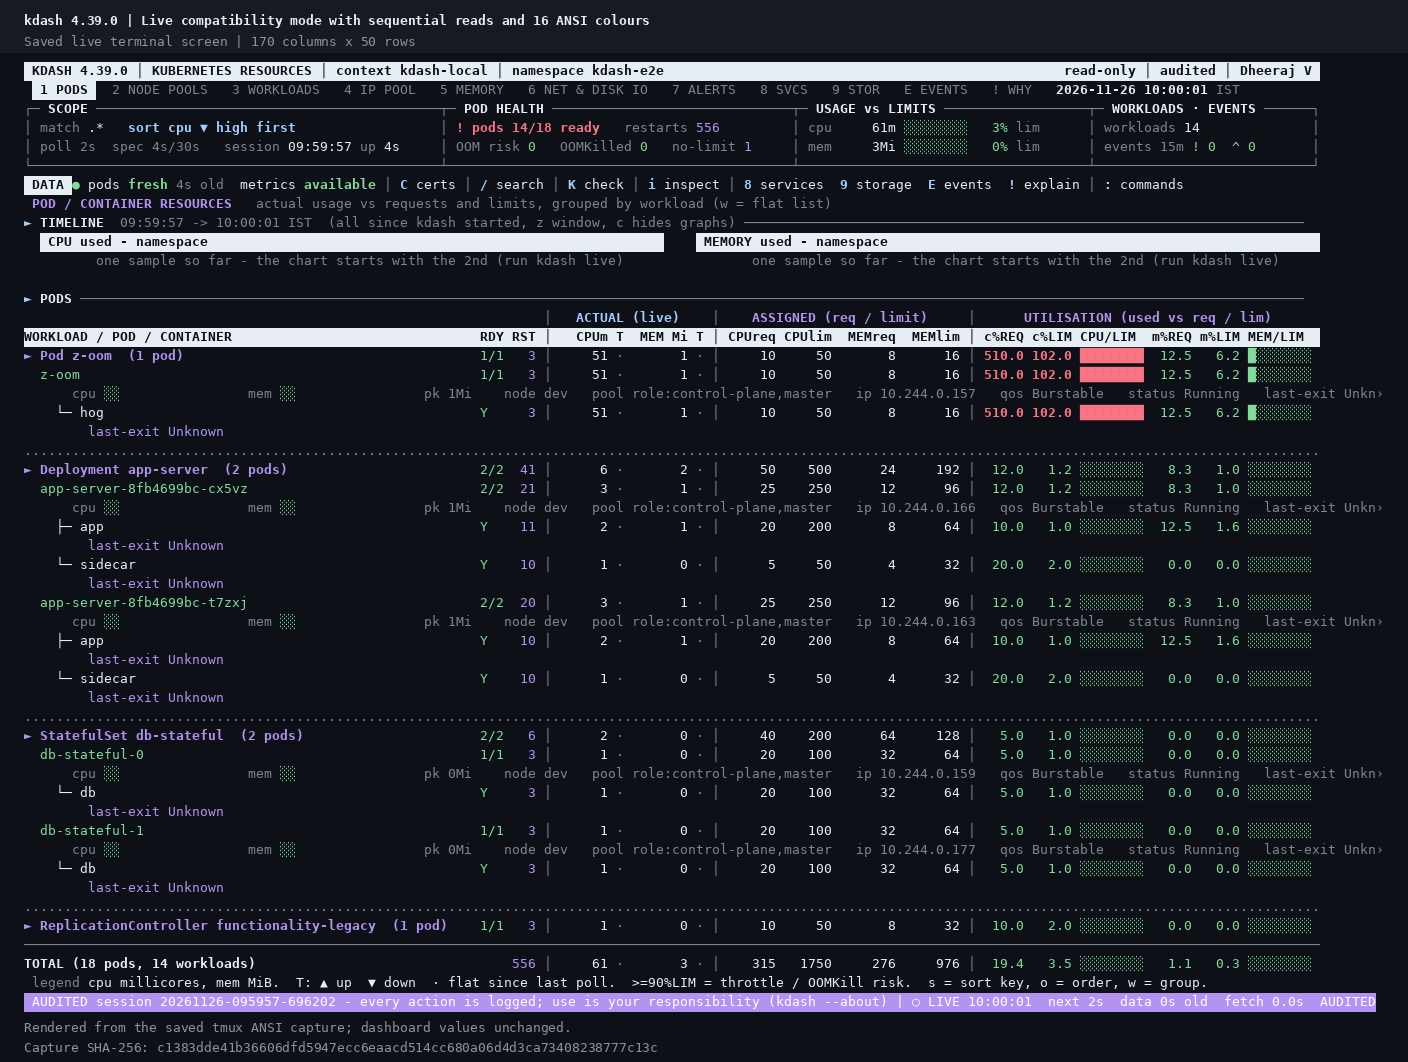 kdash 4.39.0 | Live compatibility mode with sequential reads and 16 ANSI colours
Saved live terminal screen | 170 columns x 50 rows
KDASH 4.39.0 │ KUBERNETES RESOURCES │ context kdash-local │ namespace kdash-e2e read-only │ audited │ Dheeraj V
1 PODS 2 NODE POOLS 3 WORKLOADS 4 IP POOL 5 MEMORY 6 NET & DISK IO 7 ALERTS 8 SVCS 9 STOR E EVENTS ! WHY 2026-11-26 10:00:01 IST
SCOPE POD HEALTH USAGE vs LIMITS WORKLOADS · EVENTS
match .* sort cpu ▼ high first │ ! pods 14/18 ready restarts 556 │ cpu 61m ░░░░░░░░ 3% lim │ workloads 14
poll 2s spec 4s/30s session 09:59:57 up 4s │ OOM risk 0 OOMKilled 0 no-limit 1 │ mem 3Mi ░░░░░░░░ 0% lim │ events 15m ! 0 ^ 0
DATA ● pods fresh 4s old metrics available │ C certs │ / search │ K check │ i inspect │ 8 services 9 storage E events ! explain │ : commands
POD / CONTAINER RESOURCES actual usage vs requests and limits, grouped by workload (w = flat list)
► TIMELINE 09:59:57 -> 10:00:01 IST (all since kdash started, z window, c hides graphs)
CPU used - namespace MEMORY used - namespace
one sample so far - the chart starts with the 2nd (run kdash live) one sample so far - the chart starts with the 2nd (run kdash live)
► PODS
│ ACTUAL (live) │ ASSIGNED (req / limit) │ UTILISATION (used vs req / lim)
WORKLOAD / POD / CONTAINER RDY RST │ CPUm T MEM Mi T │ CPUreq CPUlim MEMreq MEMlim │ c%REQ c%LIM CPU/LIM m%REQ m%LIM MEM/LIM
► Pod z-oom (1 pod) 1/1 3 │ 51 · 1 · │ 10 50 8 16 │ 510.0 102.0 ████████ 12.5 6.2 █░░░░░░░
z-oom 1/1 3 │ 51 · 1 · │ 10 50 8 16 │ 510.0 102.0 ████████ 12.5 6.2 █░░░░░░░
cpu ░░ mem ░░ pk 1Mi node dev pool role:control-plane,master ip 10.244.0.157 qos Burstable status Running last-exit Unk›
└─ hog Y 3 │ 51 · 1 · │ 10 50 8 16 │ 510.0 102.0 ████████ 12.5 6.2 █░░░░░░░
last-exit Unknown
► Deployment app-server (2 pods) 2/2 41 │ 6 · 2 · │ 50 500 24 192 │ 12.0 1.2 ░░░░░░░░ 8.3 1.0 ░░░░░░░░
app-server-8fb4699bc-cx5vz 2/2 21 │ 3 · 1 · │ 25 250 12 96 │ 12.0 1.2 ░░░░░░░░ 8.3 1.0 ░░░░░░░░
cpu ░░ mem ░░ pk 1Mi node dev pool role:control-plane,master ip 10.244.0.166 qos Burstable status Running last-exit Unkn›
├─ app Y 11 │ 2 · 1 · │ 20 200 8 64 │ 10.0 1.0 ░░░░░░░░ 12.5 1.6 ░░░░░░░░
last-exit Unknown
└─ sidecar Y 10 │ 1 · 0 · │ 5 50 4 32 │ 20.0 2.0 ░░░░░░░░ 0.0 0.0 ░░░░░░░░
last-exit Unknown
app-server-8fb4699bc-t7zxj 2/2 20 │ 3 · 1 · │ 25 250 12 96 │ 12.0 1.2 ░░░░░░░░ 8.3 1.0 ░░░░░░░░
cpu ░░ mem ░░ pk 1Mi node dev pool role:control-plane,master ip 10.244.0.163 qos Burstable status Running last-exit Unkn›
├─ app Y 10 │ 2 · 1 · │ 20 200 8 64 │ 10.0 1.0 ░░░░░░░░ 12.5 1.6 ░░░░░░░░
last-exit Unknown
└─ sidecar Y 10 │ 1 · 0 · │ 5 50 4 32 │ 20.0 2.0 ░░░░░░░░ 0.0 0.0 ░░░░░░░░
last-exit Unknown
► StatefulSet db-stateful (2 pods) 2/2 6 │ 2 · 0 · │ 40 200 64 128 │ 5.0 1.0 ░░░░░░░░ 0.0 0.0 ░░░░░░░░
db-stateful-0 1/1 3 │ 1 · 0 · │ 20 100 32 64 │ 5.0 1.0 ░░░░░░░░ 0.0 0.0 ░░░░░░░░
cpu ░░ mem ░░ pk 0Mi node dev pool role:control-plane,master ip 10.244.0.159 qos Burstable status Running last-exit Unkn›
└─ db Y 3 │ 1 · 0 · │ 20 100 32 64 │ 5.0 1.0 ░░░░░░░░ 0.0 0.0 ░░░░░░░░
last-exit Unknown
db-stateful-1 1/1 3 │ 1 · 0 · │ 20 100 32 64 │ 5.0 1.0 ░░░░░░░░ 0.0 0.0 ░░░░░░░░
cpu ░░ mem ░░ pk 0Mi node dev pool role:control-plane,master ip 10.244.0.177 qos Burstable status Running last-exit Unkn›
└─ db Y 3 │ 1 · 0 · │ 20 100 32 64 │ 5.0 1.0 ░░░░░░░░ 0.0 0.0 ░░░░░░░░
last-exit Unknown
► ReplicationController functionality-legacy (1 pod) 1/1 3 │ 1 · 0 · │ 10 50 8 32 │ 10.0 2.0 ░░░░░░░░ 0.0 0.0 ░░░░░░░░
TOTAL (18 pods, 14 workloads) 556 │ 61 · 3 · │ 315 1750 276 976 │ 19.4 3.5 ░░░░░░░░ 1.1 0.3 ░░░░░░░░
legend cpu millicores, mem MiB. T: ▲ up ▼ down · flat since last poll. >=90%LIM = throttle / OOMKill risk. s = sort key, o = order, w = group.
AUDITED session 20261126-095957-696202 - every action is logged; use is your responsibility (kdash --about) | ○ LIVE 10:00:01 next 2s data 0s old fetch 0.0s AUDITED
Rendered from the saved tmux ANSI capture; dashboard values unchanged.
Capture SHA-256: c1383dde41b36606dfd5947ecc6eaacd514cc680a06d4d3ca73408238777c13c